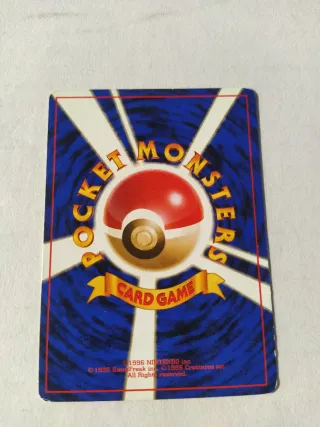 POCKET MONSTERS
CARD GAME
©1995 NINTENDO inc.
©1995 GameFreak inc. ©1995 Creatures inc.
All Rights reserved.